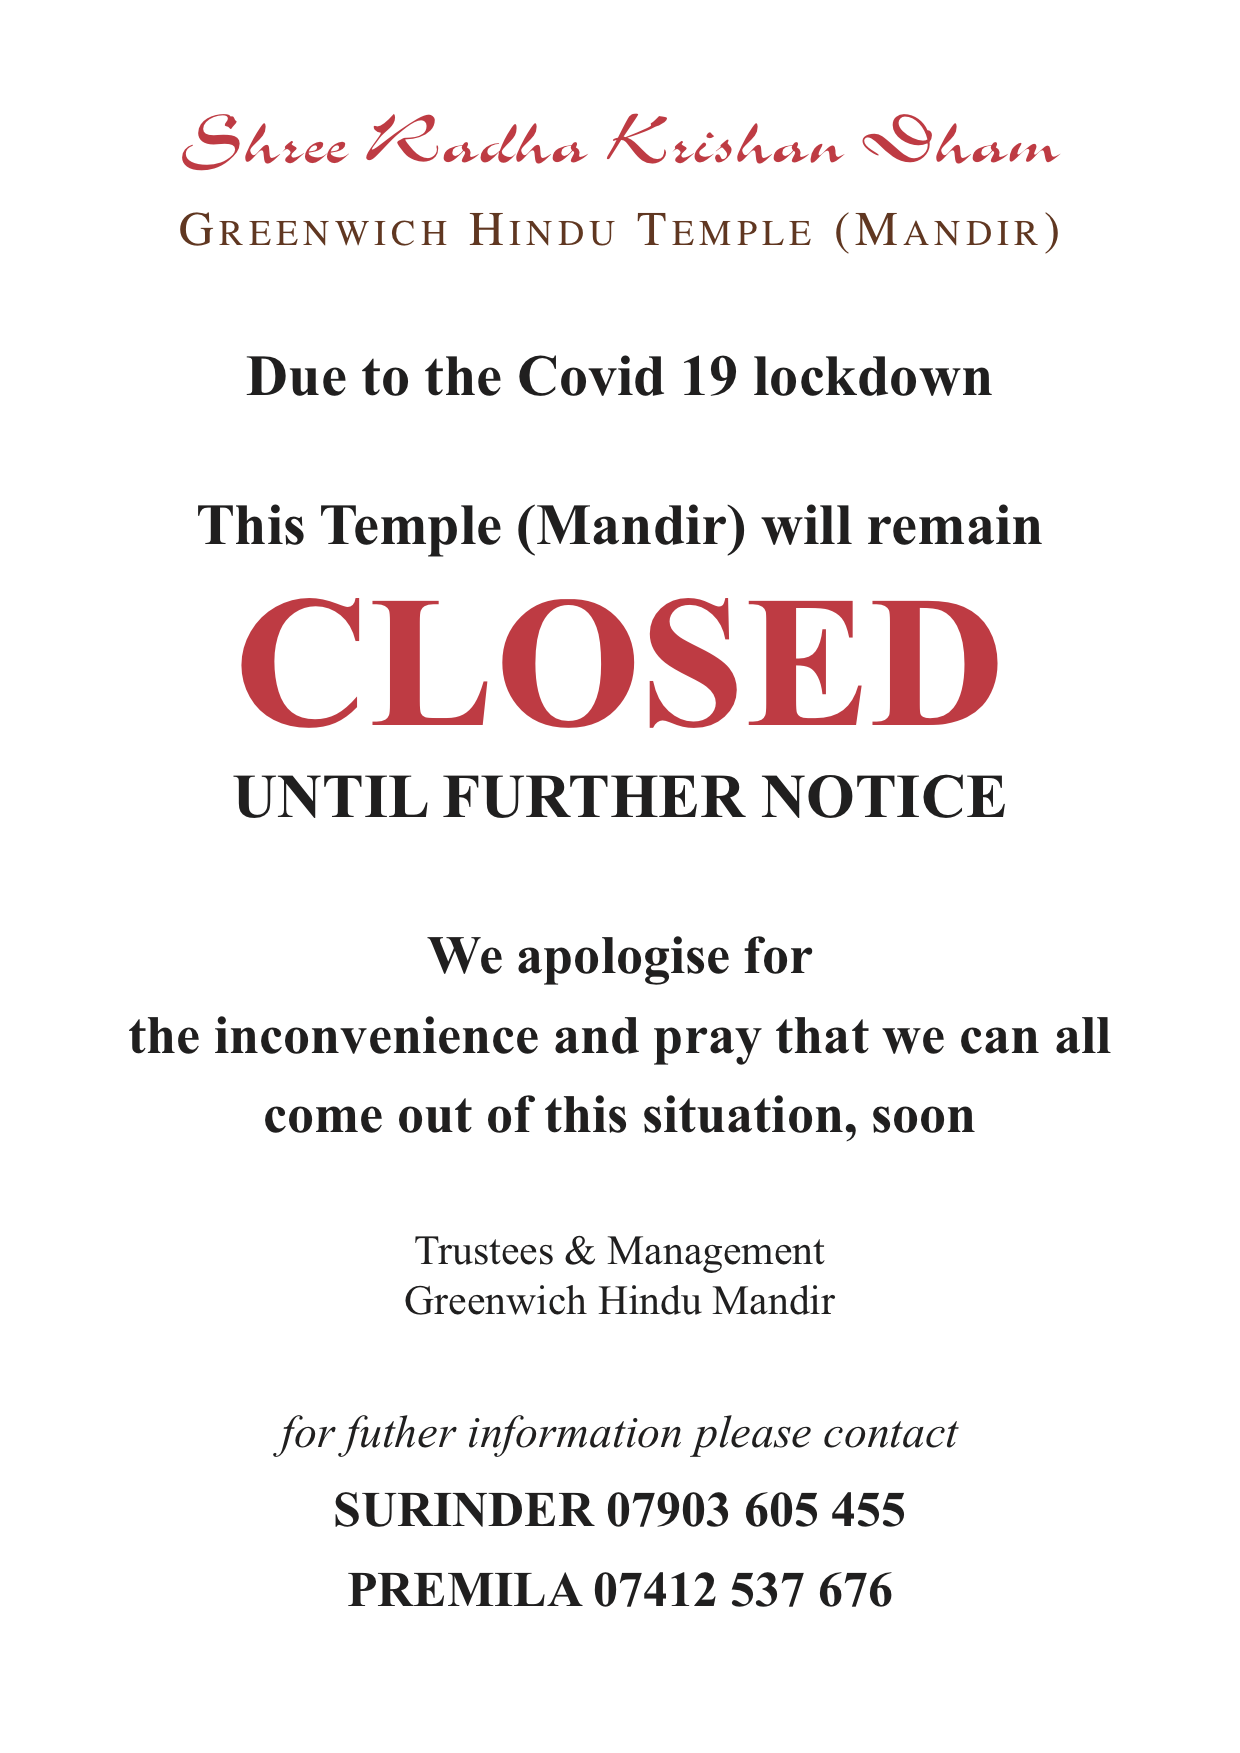 Shree Radha Krishan Dham
GREENWICH HINDU TEMPLE (MANDIR)
Due to the Covid 19 lockdown
This Temple (Mandir) will remain
CLOSED
UNTIL FURTHER NOTICE
We apologise for
the inconvenience and pray that we can all
come out of this situation, soon
Trustees & Management
Greenwich Hindu Mandir
for futher information please contact
SURINDER 07903 605 455
PREMILA 07412 537 676